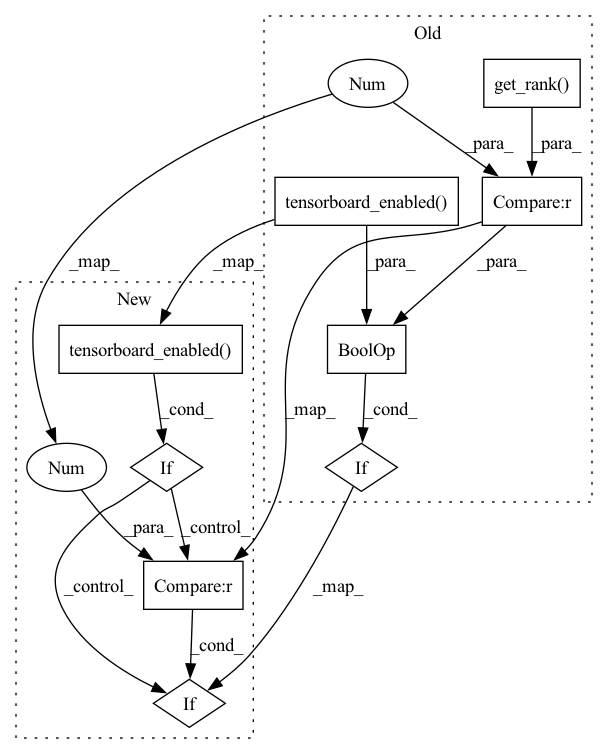 Old
Num
get_rank()
_para_
_para_
tensorboard_enabled()
Compare:r
_map_
_map_
_para_
_para_
New
tensorboard_enabled()
BoolOp
_cond_
_map_
_cond_
Num
If
If
_para_
_control_
_control_
Compare:r
_map_
_cond_
If